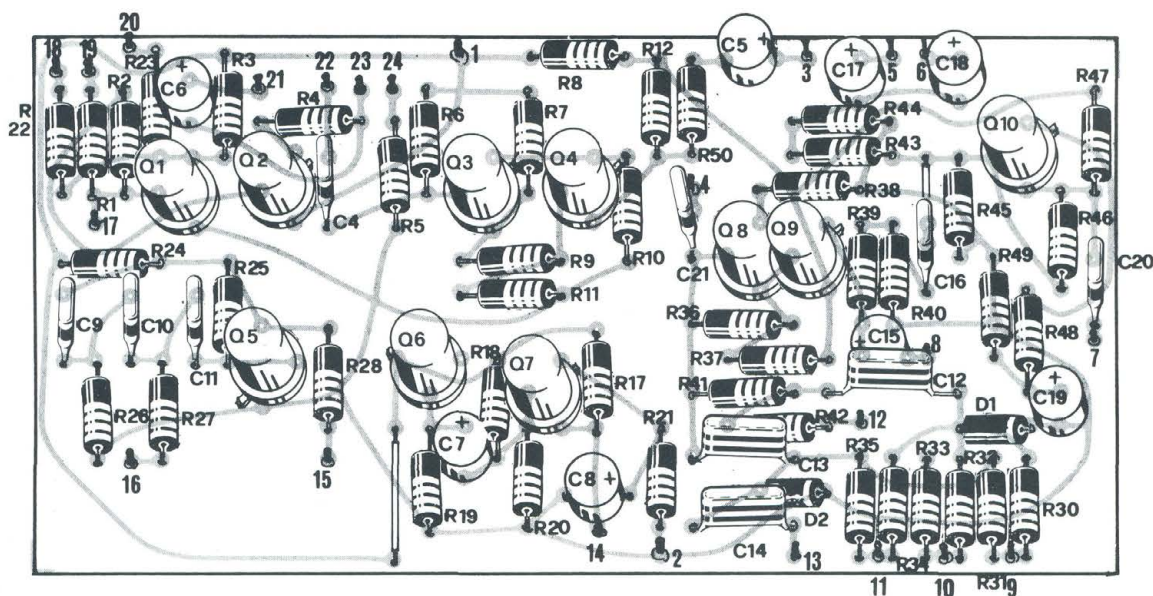 20
18 19 R23 R3 22 23 24 1 R8 R12 C5 3 C17 5 6 C18 R47
R2 C6 21
R22 R4 R6 R7 R44 Q10
Q1 Q2 Q3 Q4 R50 R43
R1 17 C4 R5 R10 4 R38 R45 R46
R39
R24 R9 C21 Q8 Q9 C16 R49 C20
R25 R11 R40
C9 C10 Q5 Q6 R36 C15 R48 7
C11 R28 R18 Q7 R17 R37 8
R41 C12 C19
R26 R27 C7 R21 R42 12 D1
16 15 C8 C13 R35 R33 R32
R19 R20 14 2 D2 R30
C14 13 11 R34 10 R31 9
+ + + + + + + +